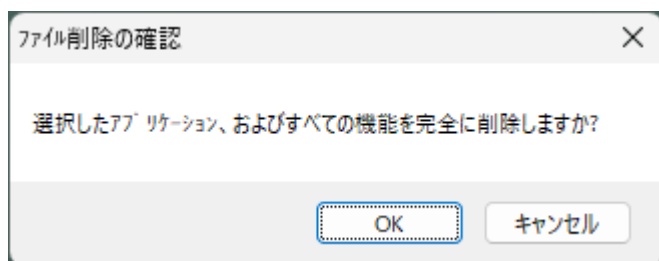 ﾌｧｲﾙ削除の確認
選択したｱﾌﾟﾘｹｰｼｮﾝ、およびすべての機能を完全に削除しますか?
OK
キャンセル